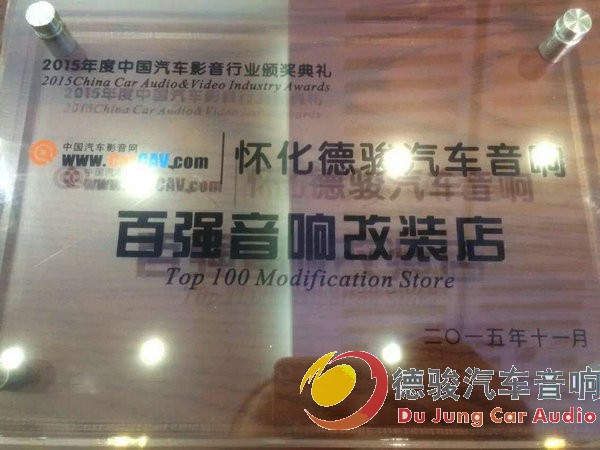 2015年度中国汽车影音行业颁奖典礼
2015China Car Audio&Video Industry Awards
中国汽车影音网
www.CarCAV.com
怀化德骏汽车音响
百强音响改装店
Top 100 Modification Store
二〇一五年十一月
德骏汽车音响
Du Jung Car Audio